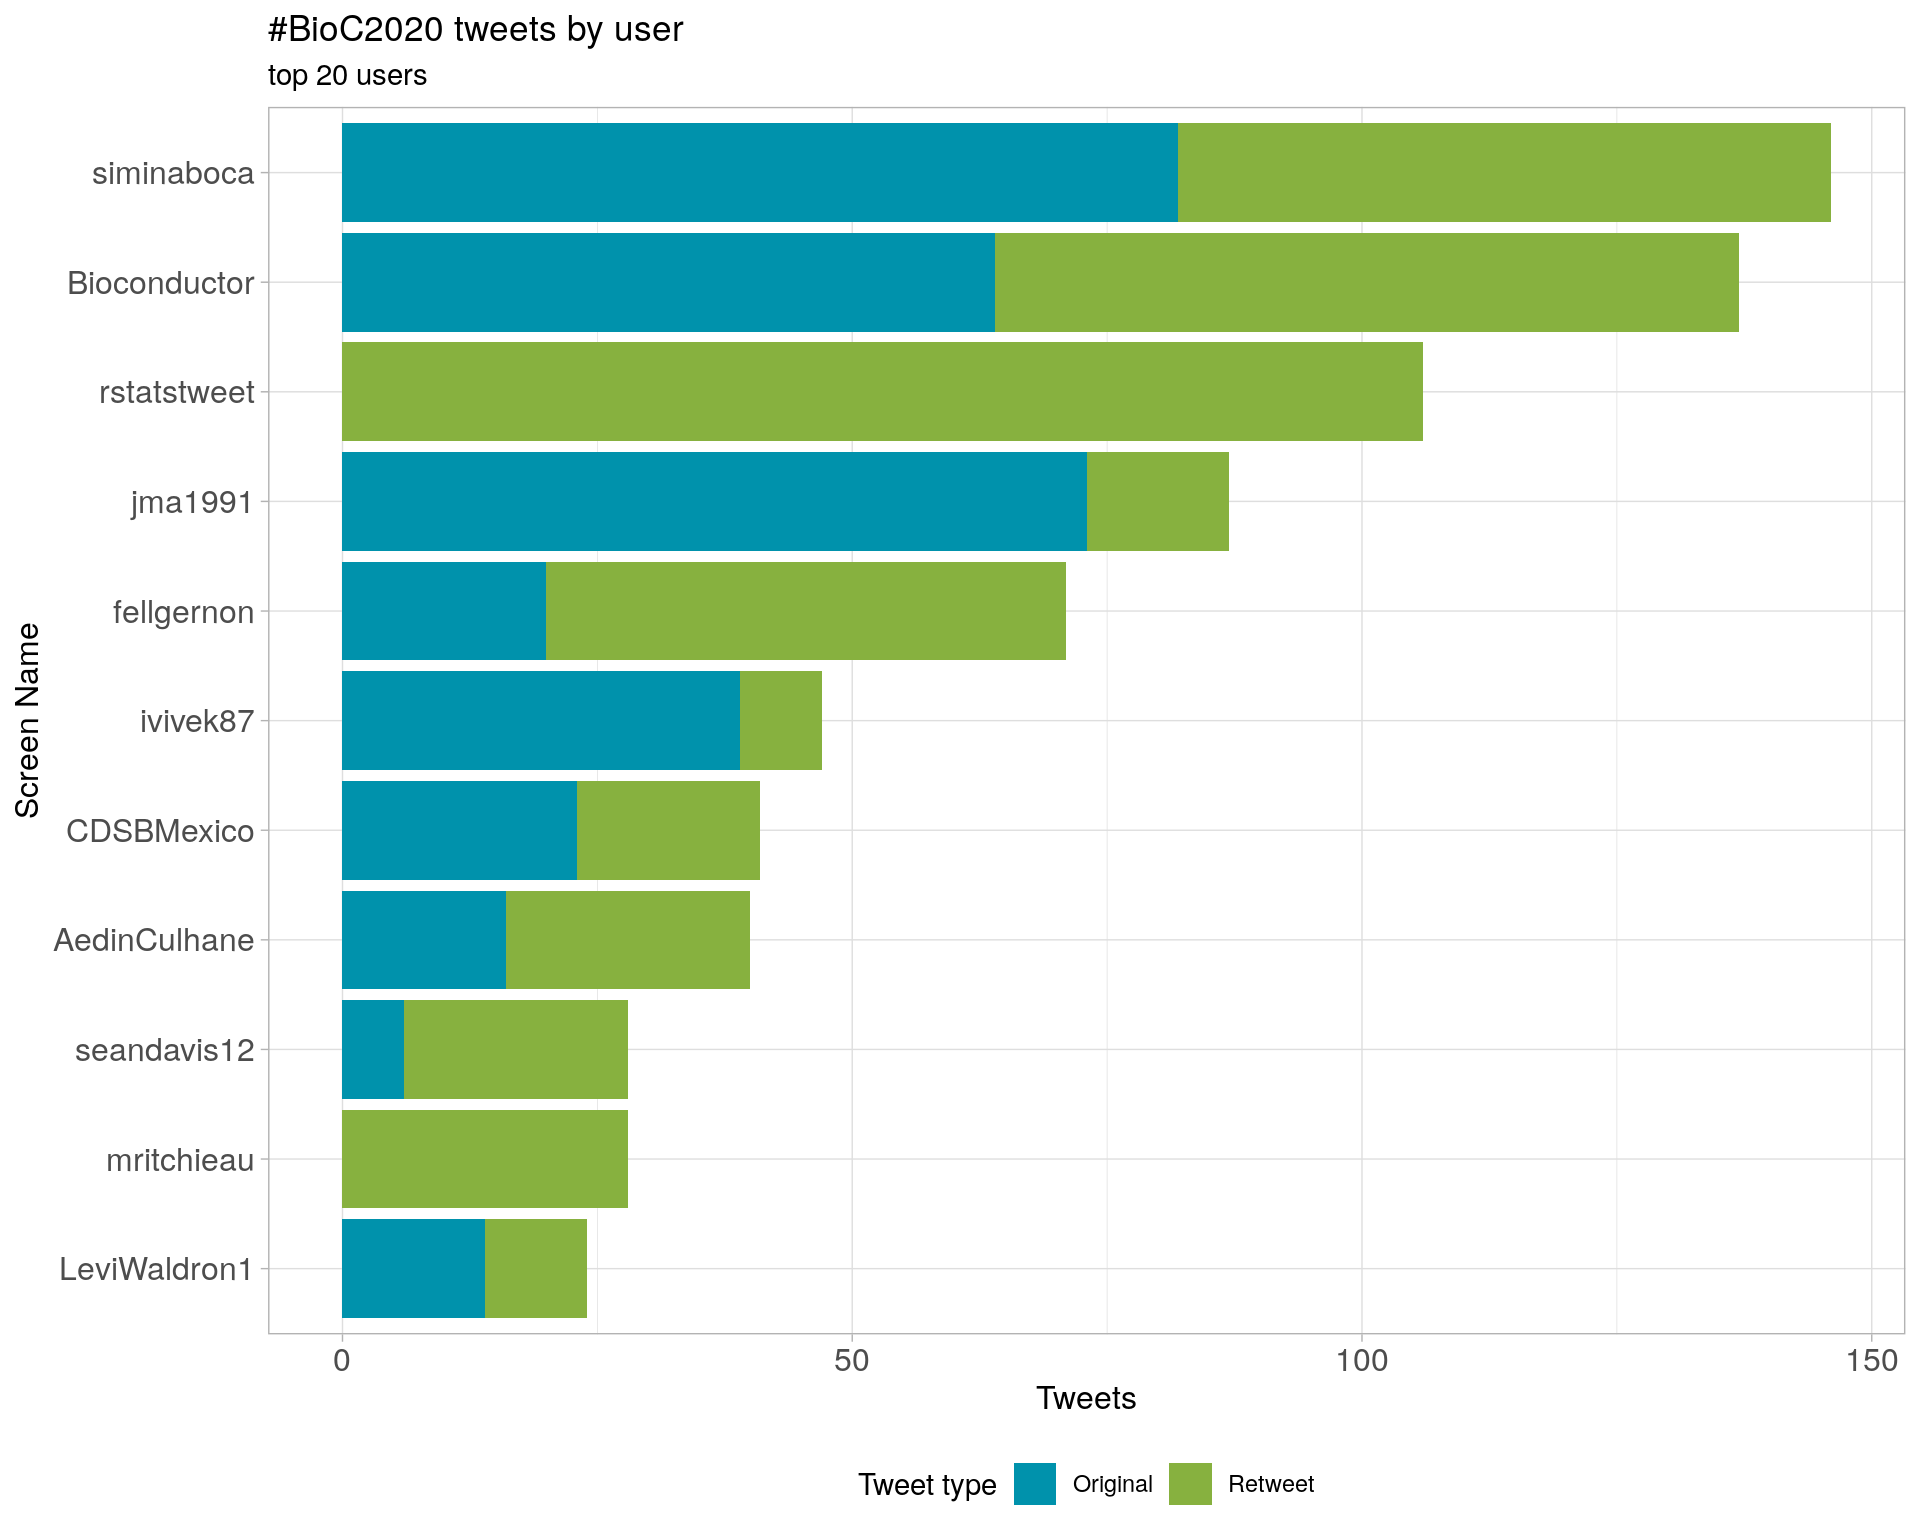 #BioC2020 tweets by user
top 20 users
Screen Name
siminaboca
Bioconductor
rstatstweet
jma1991
fellgernon
ivivek87
CDSBMexico
AedinCulhane
seandavis12
mritchieau
LeviWaldron1
0 50 100 150
Tweets
Tweet type Original Retweet